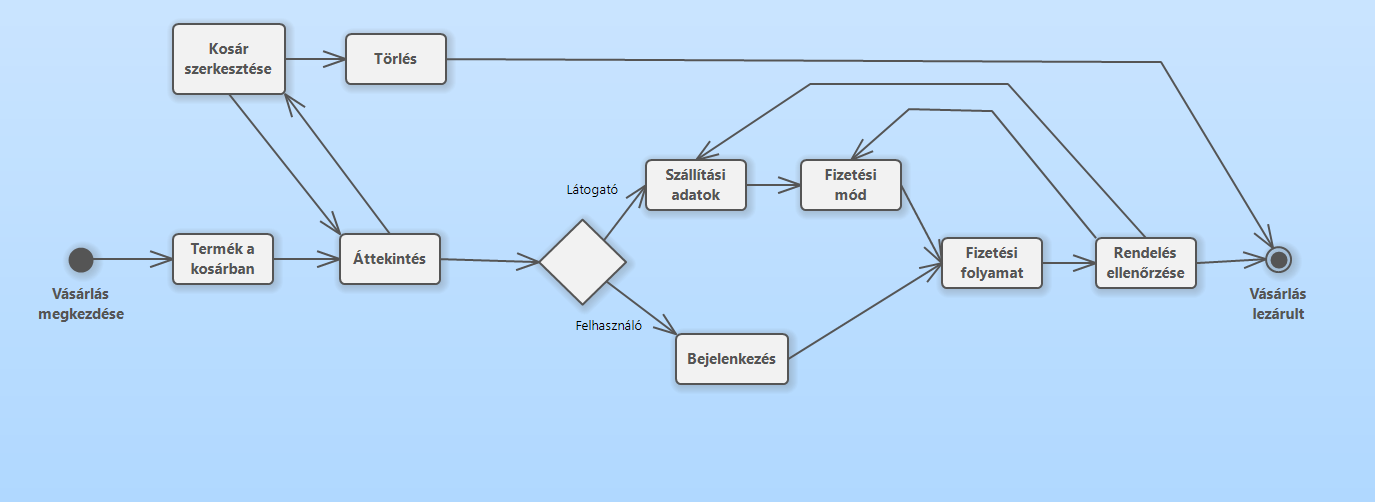 Kosár
szerkesztése
Törlés
Látogató
Szállítási
adatok
Fizetési
mód
Termék a
kosárban
Áttekintés
Fizetési
folyamat
Rendelés
ellenőrzése
Vásárlás
megkezdése
Vásárlás
lezárult
Felhasználó
Bejelenkezés